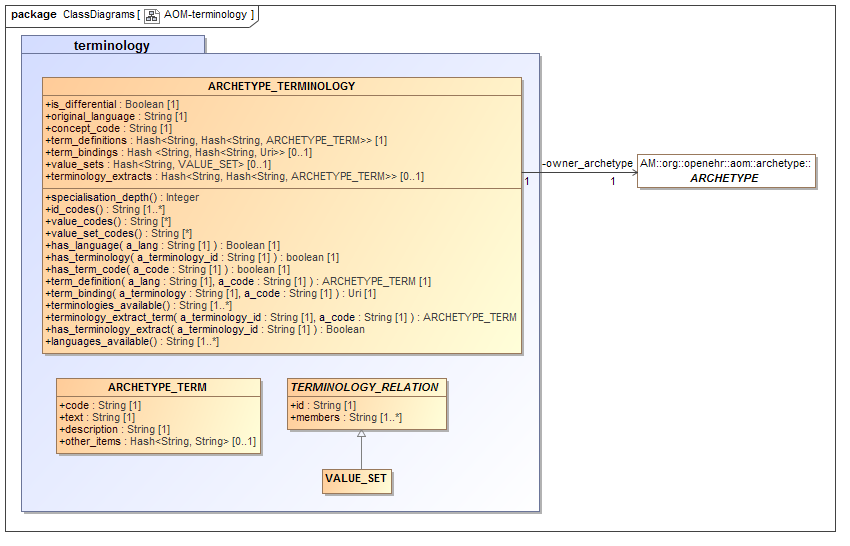 package ClassDiagrams [ AOM-terminology ]
terminology
ARCHETYPE_TERMINOLOGY
+is_differential : Boolean [1]
+original_language : String [1]
+concept_code : String [1]
+term_definitions : Hash<String, Hash<String, ARCHETYPE_TERM>> [1]
+term_bindings : Hash <String, Hash<String, Uri>> [0..1]
+value_sets : Hash<String, VALUE_SET> [0..1]
+terminology_extracts : Hash<String, Hash<String, ARCHETYPE_TERM>> [0..1]
+specialisation_depth() : Integer
+id_codes() : String [1..*]
+value_codes() : String [*]
+value_set_codes() : String [*]
+has_language( a_lang : String [1] ) : Boolean [1]
+has_terminology( a_terminology_id : String [1] ) : boolean [1]
+has_term_code( a_code : String [1] ) : boolean [1]
+term_definition( a_lang : String [1], a_code : String [1] ) : ARCHETYPE_TERM [1]
+term_binding( a_terminology : String [1], a_code : String [1] ) : Uri [1]
+terminologies_available() : String [1..*]
+terminology_extract_term( a_terminology_id : String [1], a_code : String [1] ) : ARCHETYPE_TERM
+has_terminology_extract( a_terminology_id : String [1] ) : Boolean
+languages_available() : String [1..*]
-owner_archetype
1
1
AM::org::openehr::aom::archetype::
ARCHETYPE
ARCHETYPE_TERM
+code : String [1]
+text : String [1]
+description : String [1]
+other_items : Hash<String, String> [0..1]
TERMINOLOGY_RELATION
+id : String [1]
+members : String [1..*]
VALUE_SET